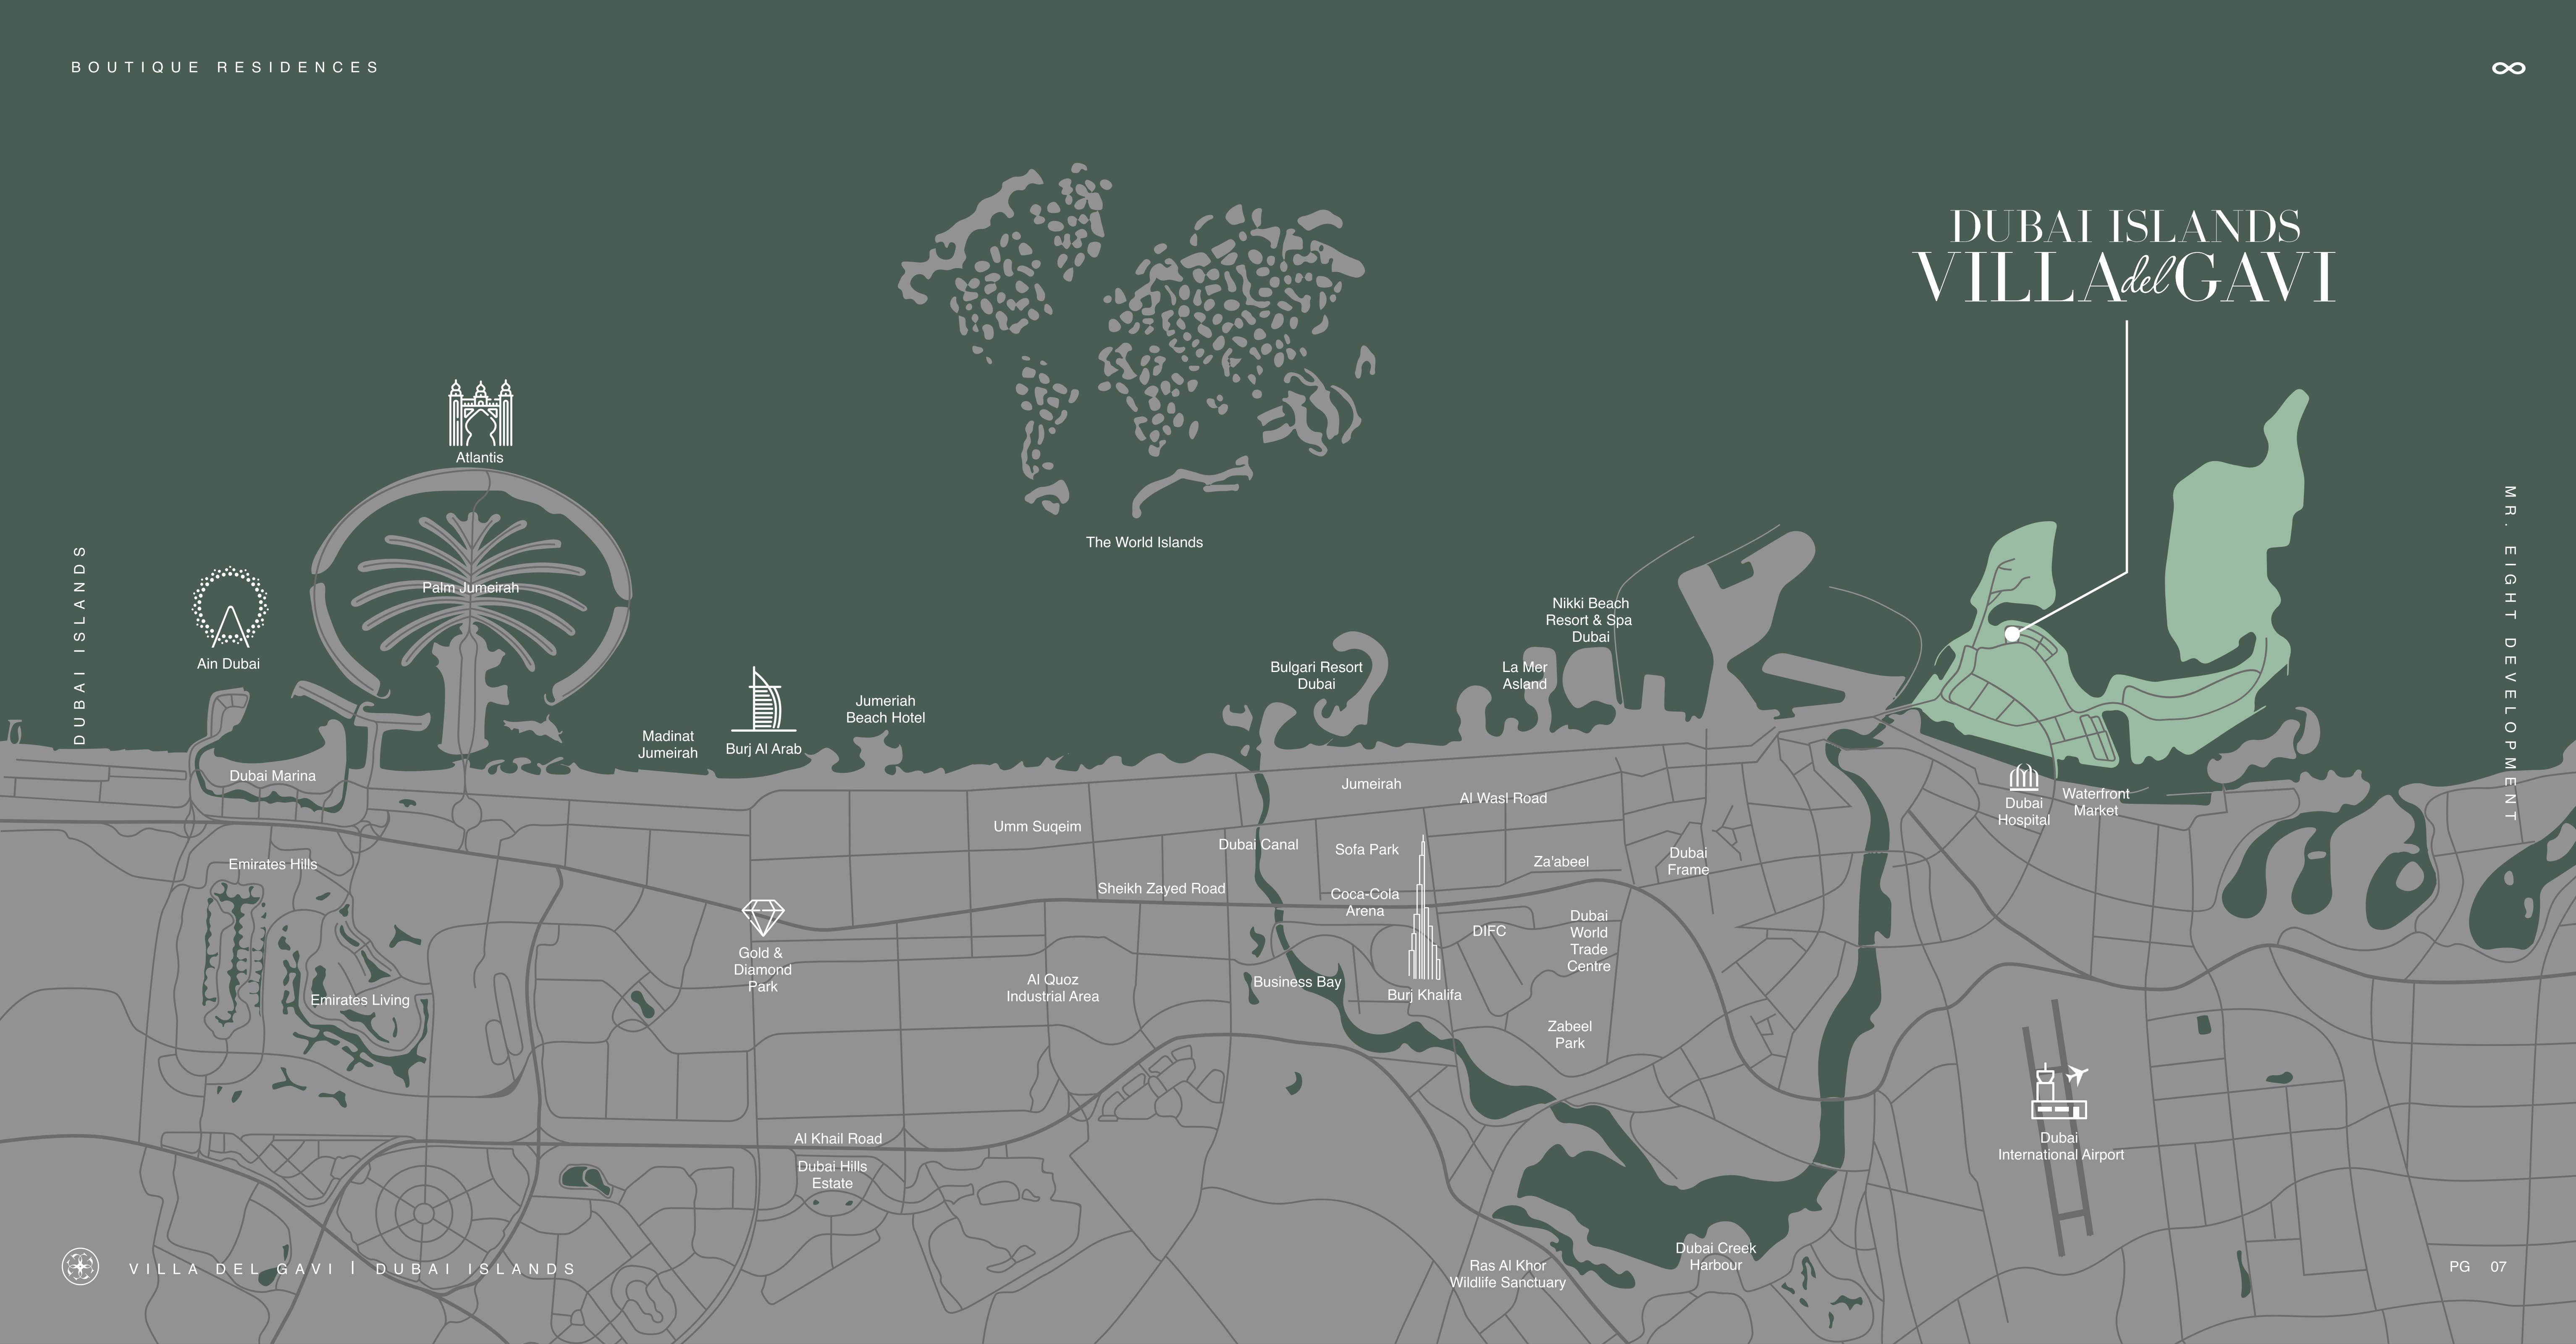 BOUTIQUE RESIDENCES
DUBAI ISLANDS
VILLA del GAVI
Atlantis
The World Islands
DUBAI ISLANDS
MR. EIGHT DEVELOPMENT
Palm Jumeirah
Ain Dubai
Nikki Beach
Resort & Spa
Dubai
Bulgari Resort
Dubai
La Mer
Asland
Jumeriah
Beach Hotel
Madinat
Jumeirah
Burj Al Arab
Dubai Marina
Jumeirah
Al Wasl Road
Dubai
Hospital
Waterfront
Market
Umm Suqeim
Dubai Canal
Sofa Park
Za'abeel
Dubai
Frame
Emirates Hills
Sheikh Zayed Road
Coca-Cola
Arena
DIFC
Dubai
World
Trade
Centre
Gold &
Diamond
Park
Al Quoz
Industrial Area
Business Bay
Burj Khalifa
Emirates Living
Zabeel
Park
Al Khail Road
Dubai Hills
Estate
Dubai
International Airport
Dubai Creek
Harbour
Ras Al Khor
Wildlife Sanctuary
VILLA DEL GAVI | DUBAI ISLANDS
PG 07